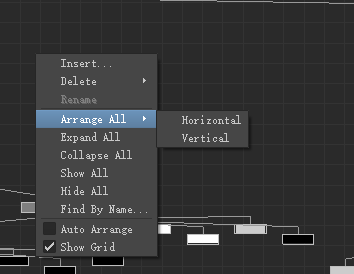 Insert...
Delete
Rename
Arrange All
Horizontal
Vertical
Expand All
Collapse All
Show All
Hide All
Find By Name...
Auto Arrange
Show Grid